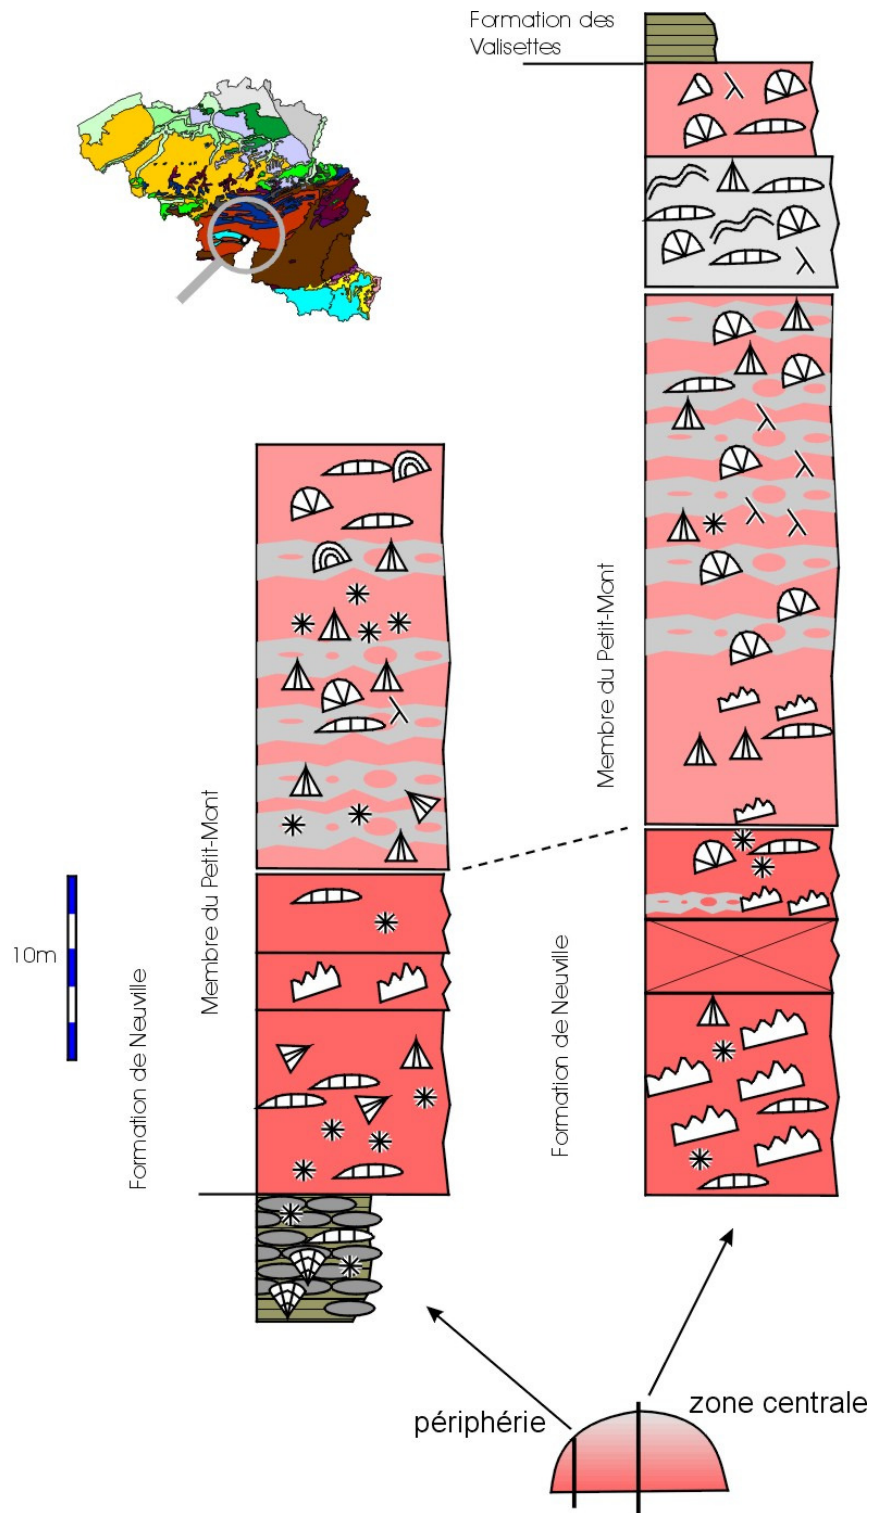 Formation des
Valisettes
Membre du Petit-Mont
Membre du Petit-Mont
10m
Formation de Neuville
Formation de Neuville
périphérie
zone centrale